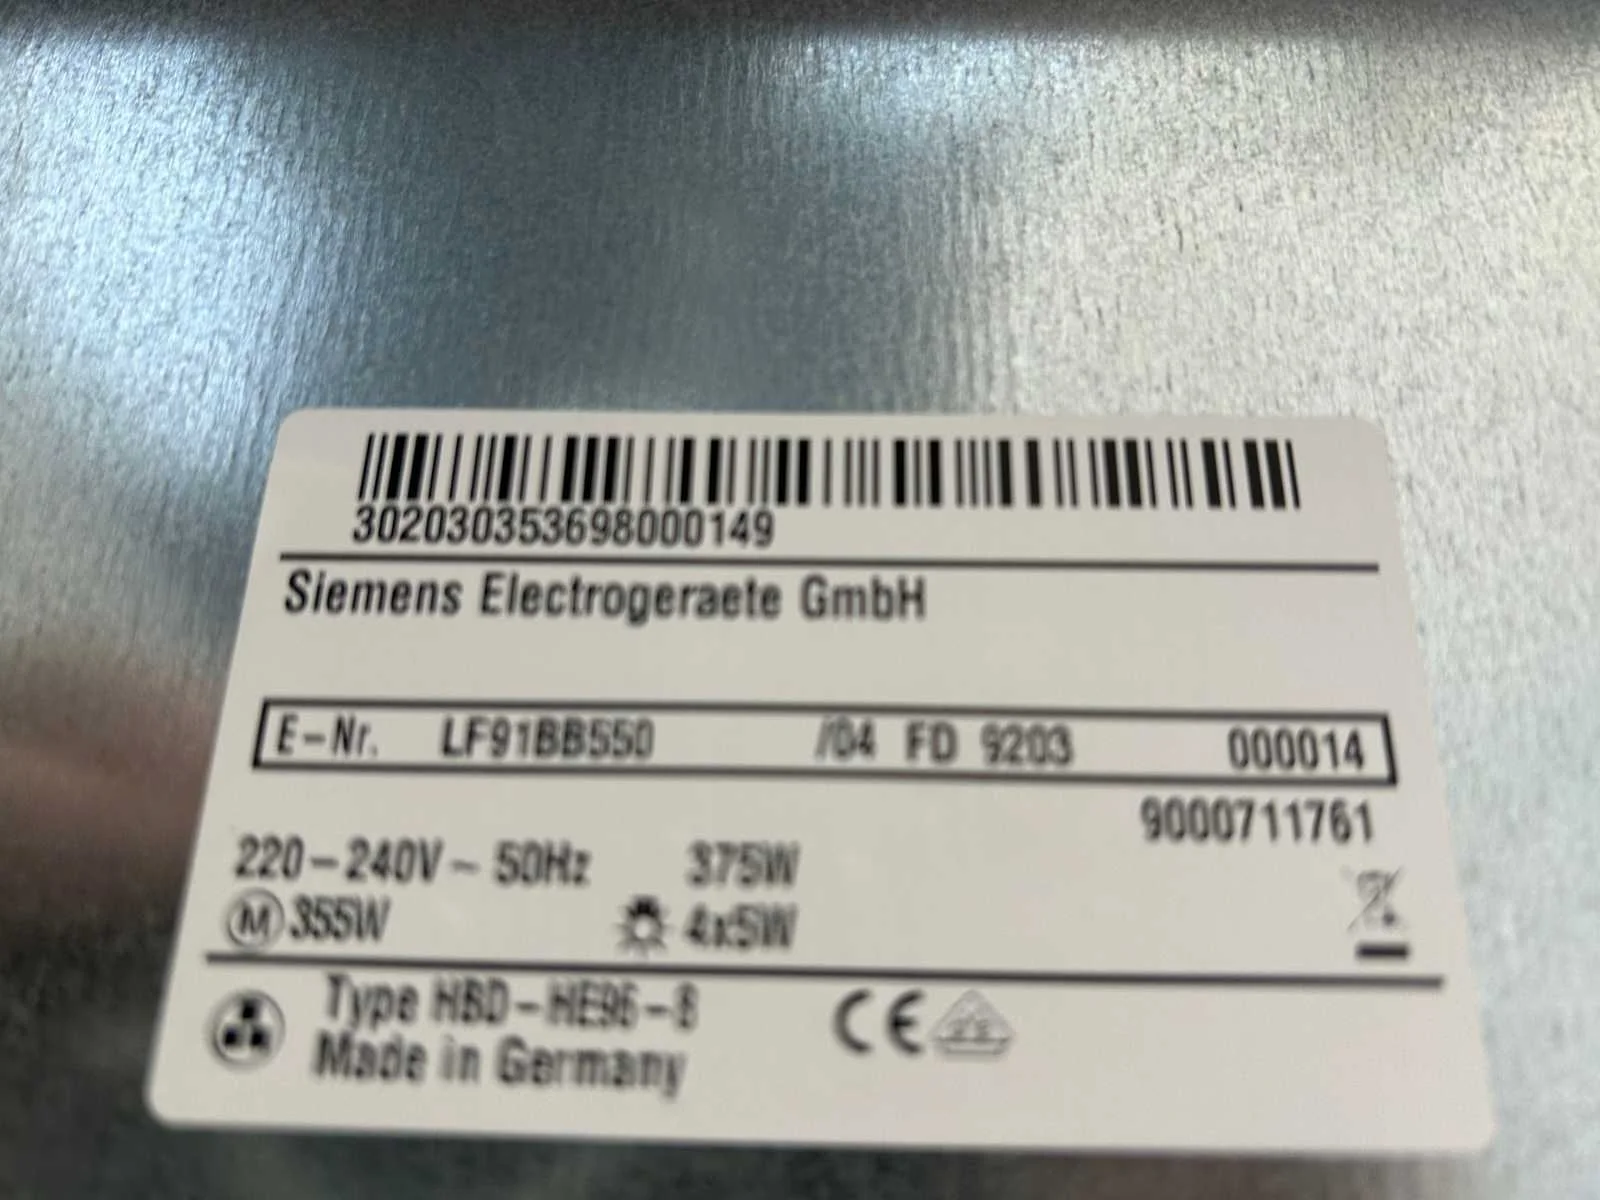 302030353698000149
Siemens Electrogeraete GmbH
E-Nr. LF91BB550 /04 FD 9203 000014
9000711761
220-240V~50Hz 375W
M 355W 4x5W
Type HBD-HE96-8
Made in Germany
CE